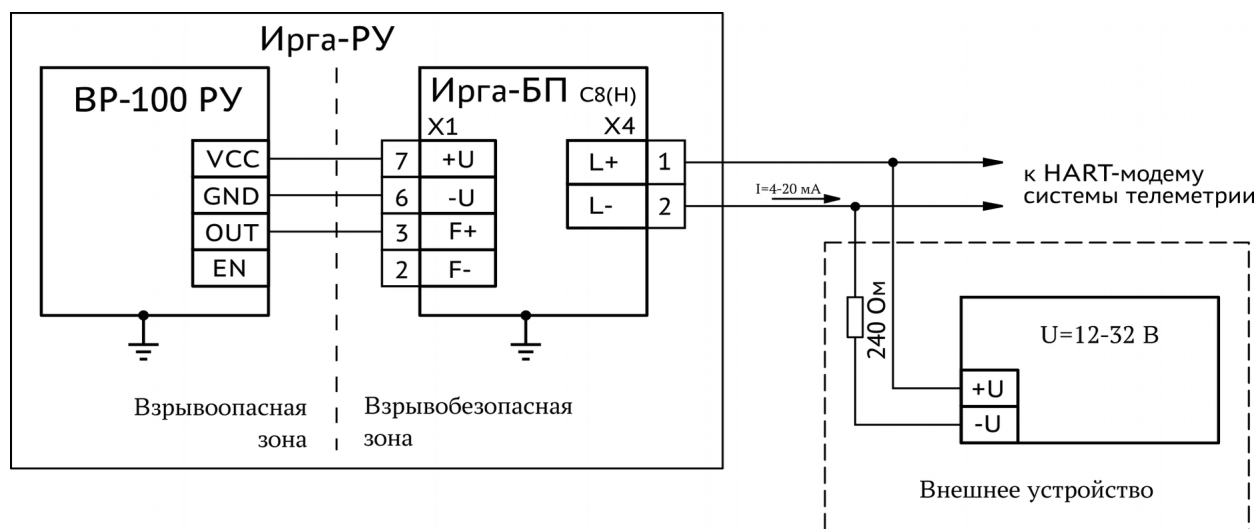 Ирга-РУ
ВР-100 РУ
VCC
GND
OUT
EN
Ирга-БП С8(Н)
X1
X4
7 +U
6 -U
3 F+
2 F-
L+ 1
L- 2
I=4-20 мА
к HART-модему
системы телеметрии
240 Ом
U=12-32 В
+U
-U
Взрывоопасная
зона
Взрывобезопасная
зона
Внешнее устройство